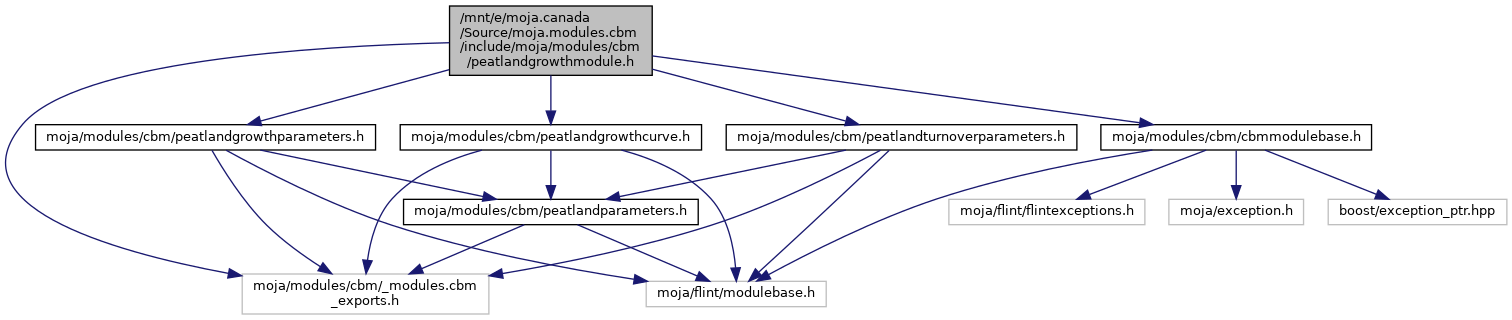 /mnt/e/moja.canada
/Source/moja.modules.cbm
/include/moja/modules/cbm
/peatlandgrowthmodule.h
moja/modules/cbm/peatlandgrowthparameters.h
moja/modules/cbm/peatlandgrowthcurve.h
moja/modules/cbm/peatlandturnoverparameters.h
moja/modules/cbm/cbmmodulebase.h
moja/modules/cbm/peatlandparameters.h
moja/flint/flintexceptions.h
moja/exception.h
boost/exception_ptr.hpp
moja/modules/cbm/_modules.cbm
_exports.h
moja/flint/modulebase.h